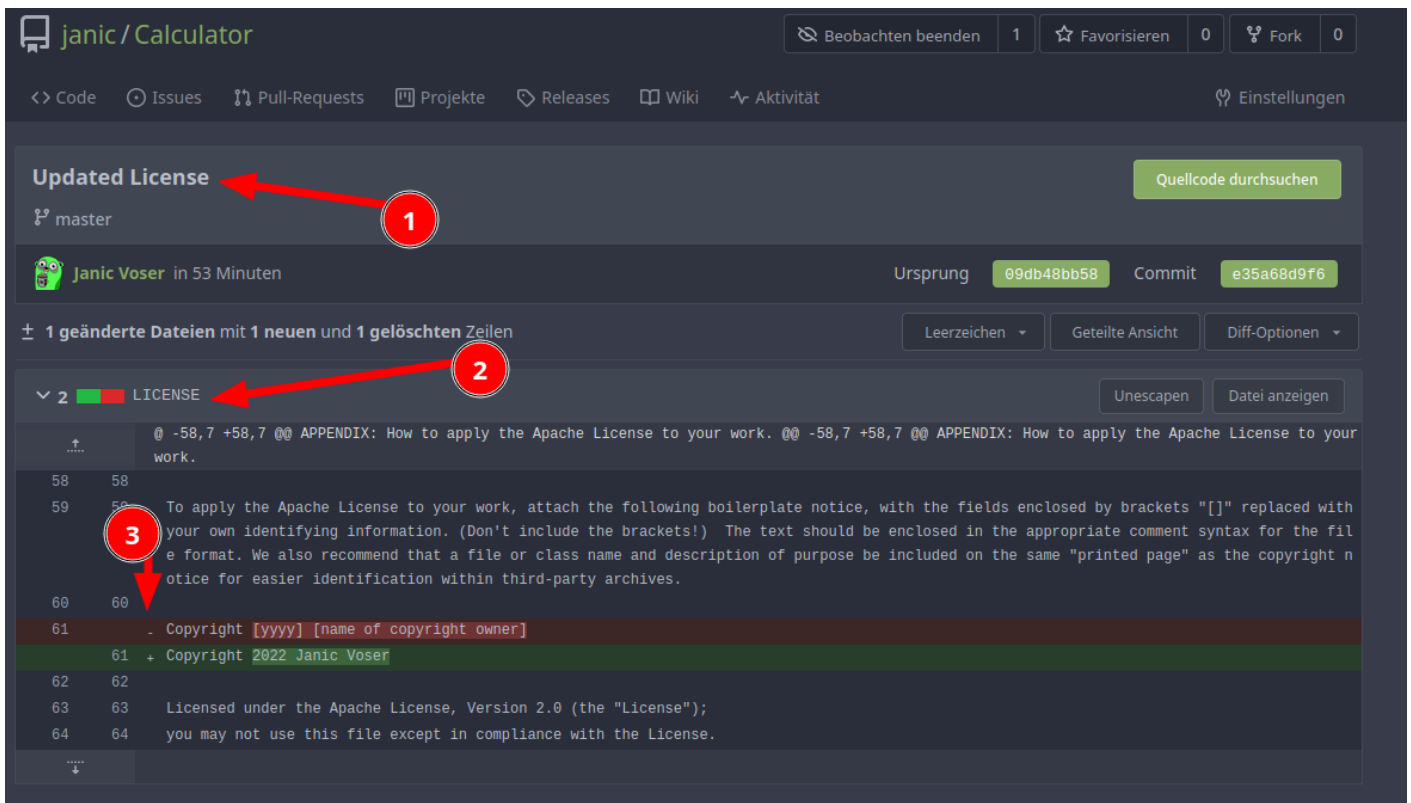 janic / Calculator
Beobachten beenden 1 Favorisieren 0 Fork 0
<> Code Issues Pull-Requests Projekte Releases Wiki Aktivität Einstellungen
Updated License
Quellcode durchsuchen
master
1
Janic Voser in 53 Minuten Ursprung 09db48bb58 Commit e35a68d9f6
± 1 geänderte Dateien mit 1 neuen und 1 gelöschten Zeilen Leerzeichen Geteilte Ansicht Diff-Optionen
2
2 LICENSE Unescapen Datei anzeigen
@ -58,7 +58,7 @@ APPENDIX: How to apply the Apache License to your work. @@ -58,7 +58,7 @@ APPENDIX: How to apply the Apache License to your
work.
58 58
59 59 To apply the Apache License to your work, attach the following boilerplate notice, with the fields enclosed by brackets "[]" replaced with
3
your own identifying information. (Don't include the brackets!) The text should be enclosed in the appropriate comment syntax for the fil
e format. We also recommend that a file or class name and description of purpose be included on the same "printed page" as the copyright n
otice for easier identification within third-party archives.
60 60
61 - Copyright [yyyy] [name of copyright owner]
61 + Copyright 2022 Janic Voser
62 62
63 63 Licensed under the Apache License, Version 2.0 (the "License");
64 64 you may not use this file except in compliance with the License.